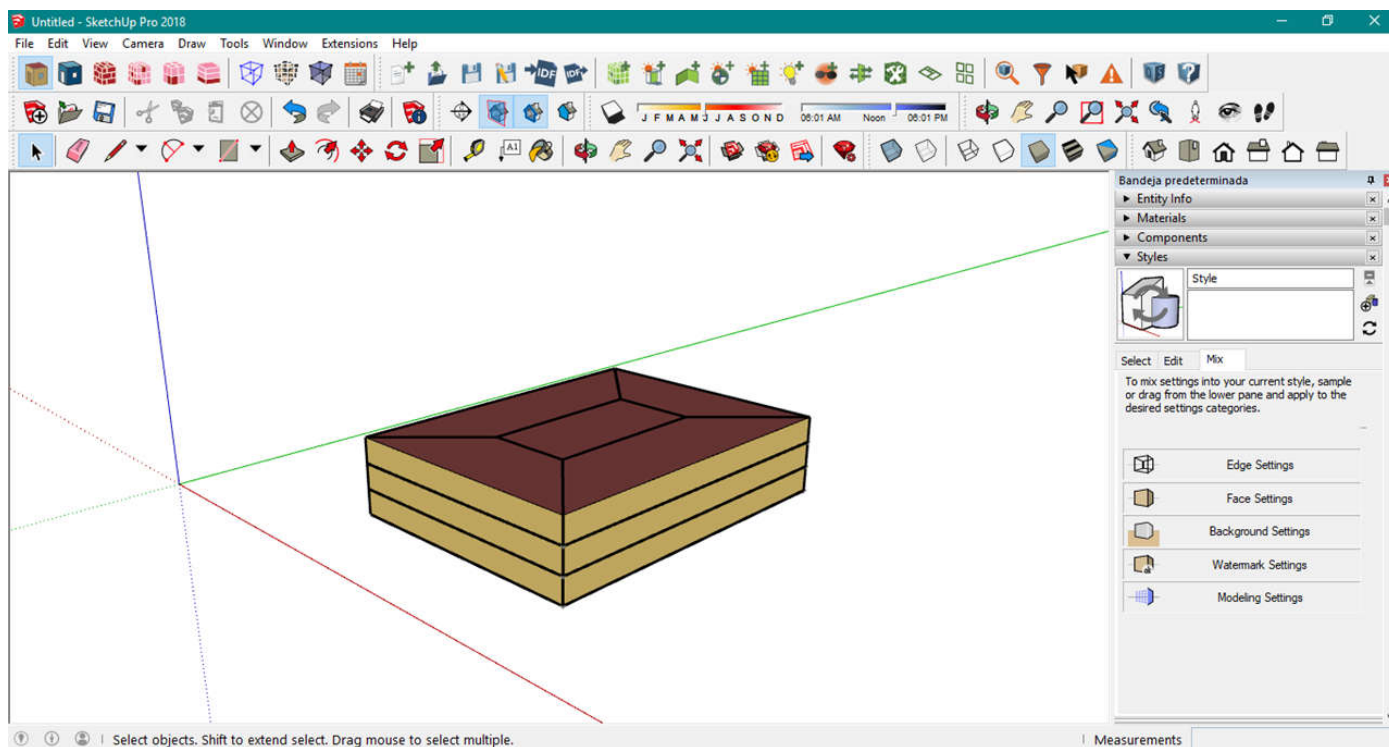 Untitled - SketchUp Pro 2018
File Edit View Camera Draw Tools Window Extensions Help
IDF IDF
J F M A M J J A S O N D 06:01 AM Noon 06:01 PM
A1
Bandeja predeterminada
Entity Info
Materials
Components
Styles
Style
Select Edit Mix
To mix settings into your current style, sample
or drag from the lower pane and apply to the
desired settings categories.
Edge Settings
Face Settings
Background Settings
Watermark Settings
Modeling Settings
Select objects. Shift to extend select. Drag mouse to select multiple. Measurements